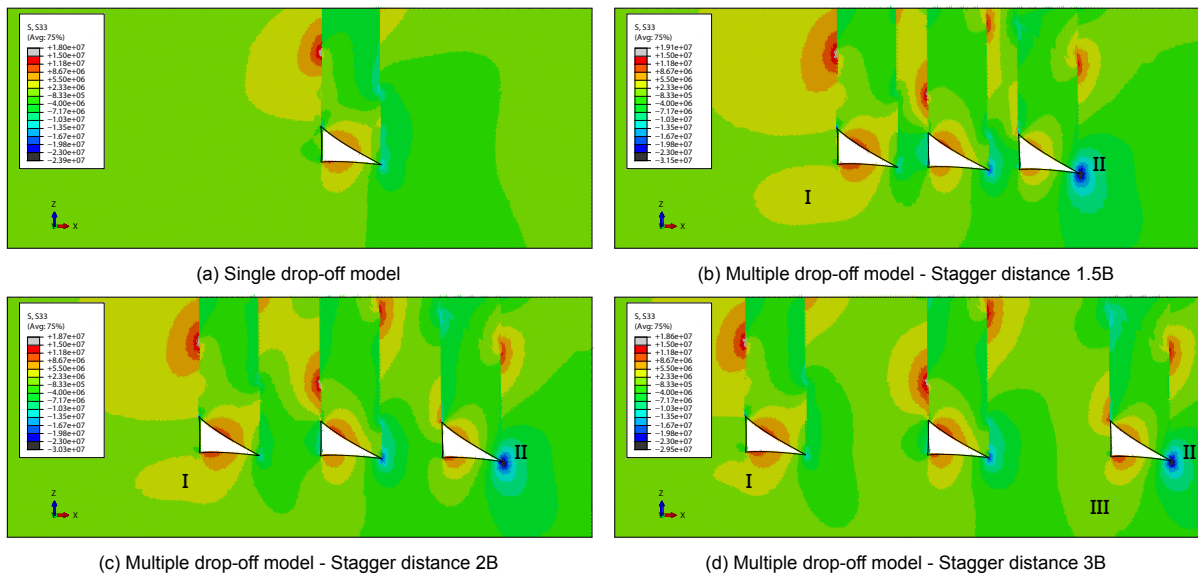 S, S33
(Avg: 75%)
+1.80e+07
+1.50e+07
+1.18e+07
+8.67e+06
+5.50e+06
+2.33e+06
−8.33e+05
−4.00e+06
−7.17e+06
−1.03e+07
−1.35e+07
−1.67e+07
−1.98e+07
−2.30e+07
−2.39e+07
Z
X
(a) Single drop-off model
S, S33
(Avg: 75%)
+1.91e+07
+1.50e+07
+1.18e+07
+8.67e+06
+5.50e+06
+2.33e+06
−8.33e+05
−4.00e+06
−7.17e+06
−1.03e+07
−1.35e+07
−1.67e+07
−1.98e+07
−2.30e+07
−3.15e+07
II
I
Z
X
(b) Multiple drop-off model - Stagger distance 1.5B
S, S33
(Avg: 75%)
+1.87e+07
+1.50e+07
+1.18e+07
+8.67e+06
+5.50e+06
+2.33e+06
−8.33e+05
−4.00e+06
−7.17e+06
−1.03e+07
−1.35e+07
−1.67e+07
−1.98e+07
−2.30e+07
−3.03e+07
II
I
Z
X
(c) Multiple drop-off model - Stagger distance 2B
S, S33
(Avg: 75%)
+1.86e+07
+1.50e+07
+1.18e+07
+8.67e+06
+5.50e+06
+2.33e+06
−8.33e+05
−4.00e+06
−7.17e+06
−1.03e+07
−1.35e+07
−1.67e+07
−1.98e+07
−2.30e+07
−2.95e+07
II
I
III
Z
X
(d) Multiple drop-off model - Stagger distance 3B